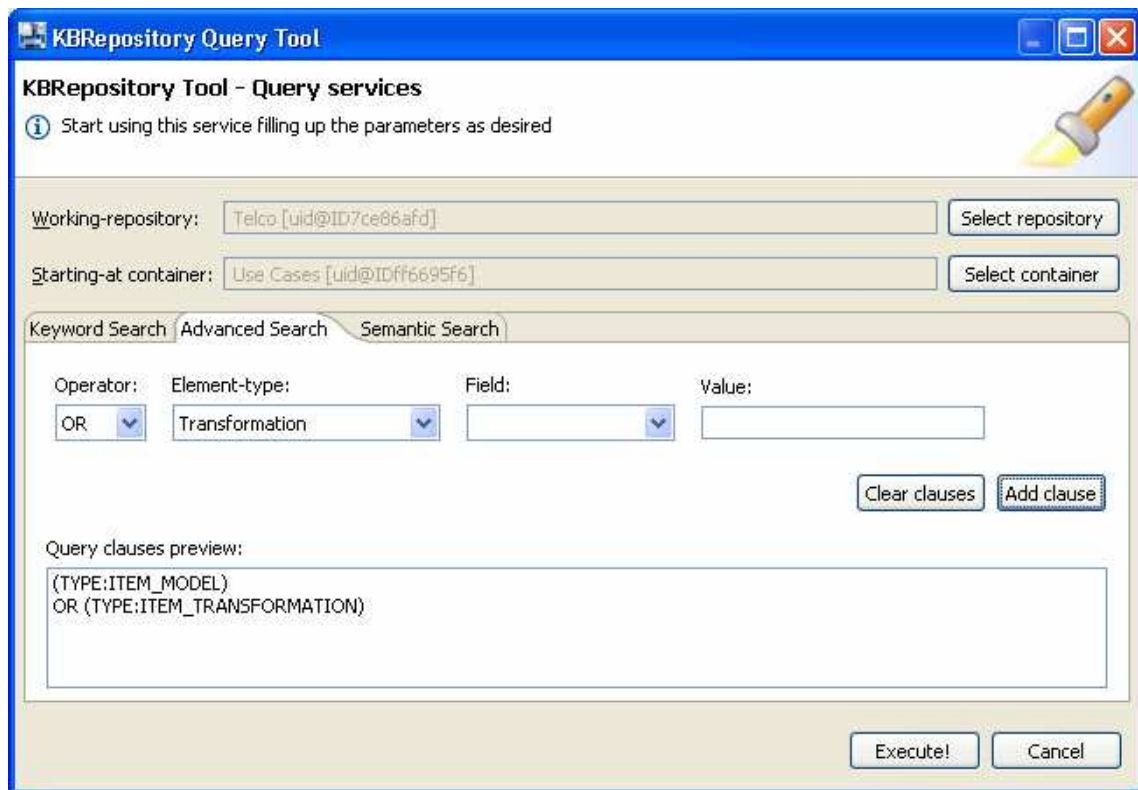 KBRepository Query Tool
KBRepository Tool - Query services
Start using this service filling up the parameters as desired
Working-repository: Telco [uid@ID7ce86afd] Select repository
Starting-at container: Use Cases [uid@IDff6695f6] Select container
Keyword Search Advanced Search Semantic Search
Operator: Element-type: Field: Value:
OR Transformation
Clear clauses Add clause
Query clauses preview:
(TYPE:ITEM_MODEL)
OR (TYPE:ITEM_TRANSFORMATION)
Execute! Cancel